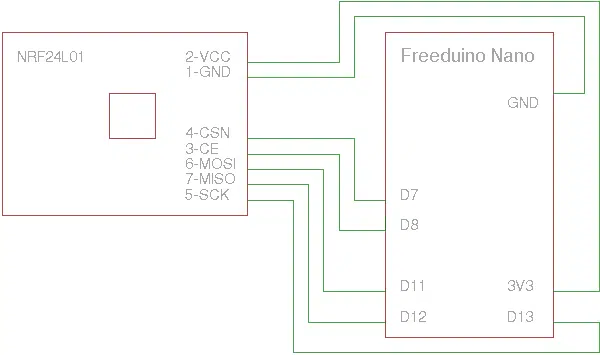 NRF24L01
2-VCC
1-GND
4-CSN
3-CE
6-MOSI
7-MISO
5-SCK
Freeduino Nano
GND
D7
D8
D11
3V3
D12
D13